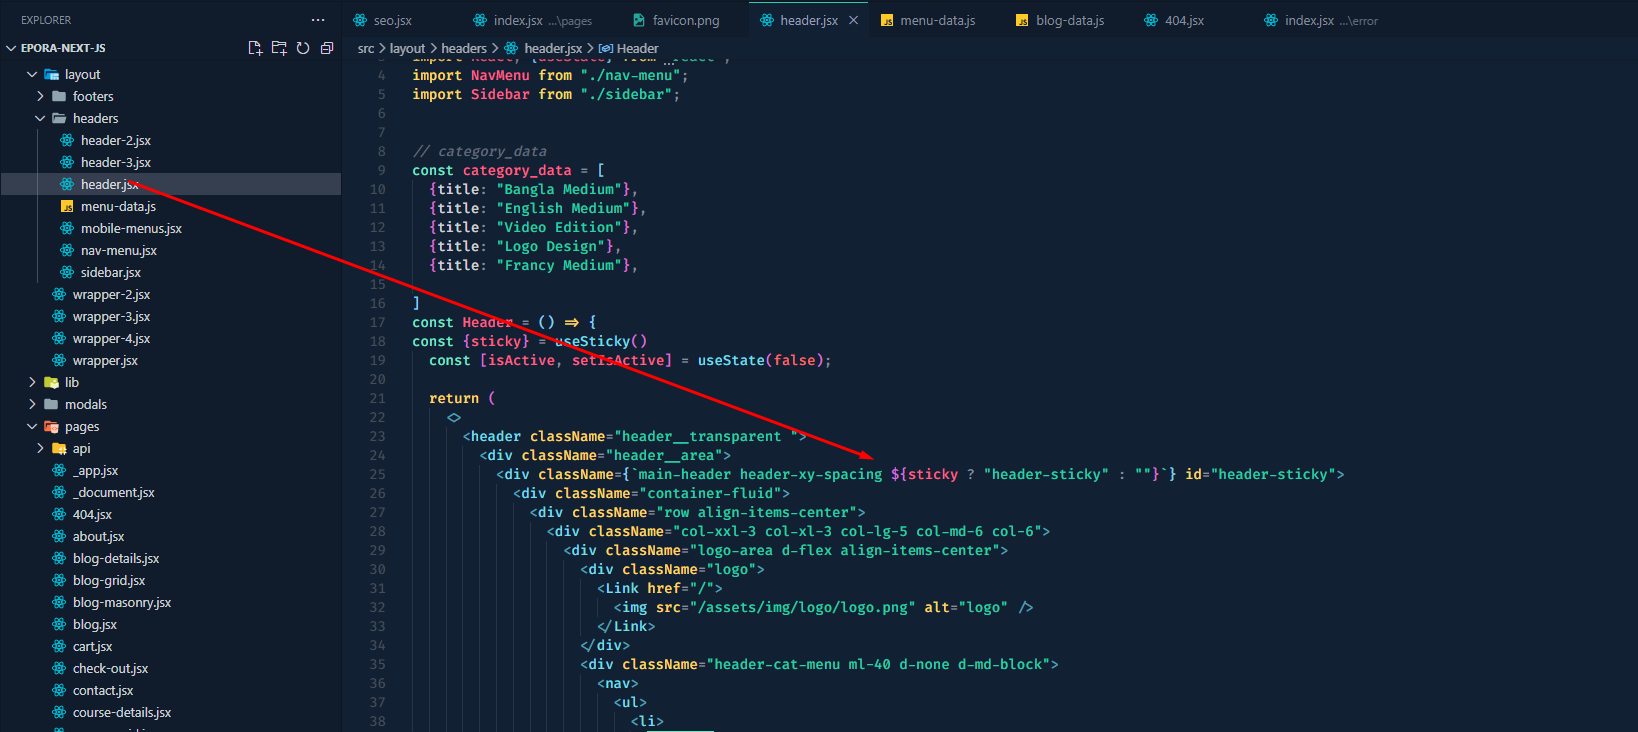 EXPLORER
EPORA-NEXT-JS
layout
footers
headers
header-2.jsx
header-3.jsx
header.jsx
menu-data.js
mobile-menus.jsx
nav-menu.jsx
sidebar.jsx
wrapper-2.jsx
wrapper-3.jsx
wrapper-4.jsx
wrapper.jsx
lib
modals
pages
api
_app.jsx
_document.jsx
404.jsx
about.jsx
blog-details.jsx
blog-grid.jsx
blog-masonry.jsx
blog.jsx
cart.jsx
check-out.jsx
contact.jsx
course-details.jsx
seo.jsx index.jsx ...\pages favicon.png header.jsx JS menu-data.js JS blog-data.js 404.jsx index.jsx ...\error
src > layout > headers > header.jsx > Header
4 import NavMenu from "./nav-menu";
5 import Sidebar from "./sidebar";
6
7
8 // category_data
9 const category_data = [
10 {title: "Bangla Medium"},
11 {title: "English Medium"},
12 {title: "Video Edition"},
13 {title: "Logo Design"},
14 {title: "Francy Medium"},
15
16 ]
17 const Header = () => {
18 const {sticky} = useSticky()
19 const [isActive, setIsActive] = useState(false);
20
21 return (
22 <>
23 <header className="header__transparent ">
24 <div className="header__area">
25 <div className={`main-header header-xy-spacing ${sticky ? "header-sticky" : ""}`} id="header-sticky">
26 <div className="container-fluid">
27 <div className="row align-items-center">
28 <div className="col-xxl-3 col-xl-3 col-lg-5 col-md-6 col-6">
29 <div className="logo-area d-flex align-items-center">
30 <div className="logo">
31 <Link href="/">
32 <img src="/assets/img/logo/logo.png" alt="logo" />
33 </Link>
34 </div>
35 <div className="header-cat-menu ml-40 d-none d-md-block">
36 <nav>
37 <ul>
38 <li>